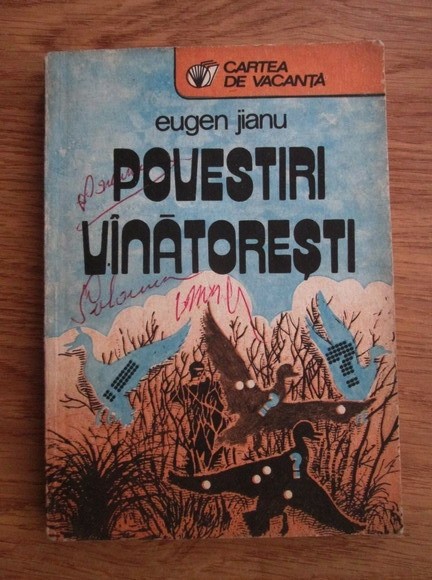 CARTEA
DE VACANȚĂ
eugen jianu
POVESTIRI
VÎNĂTOREȘTI
!
?
?
?